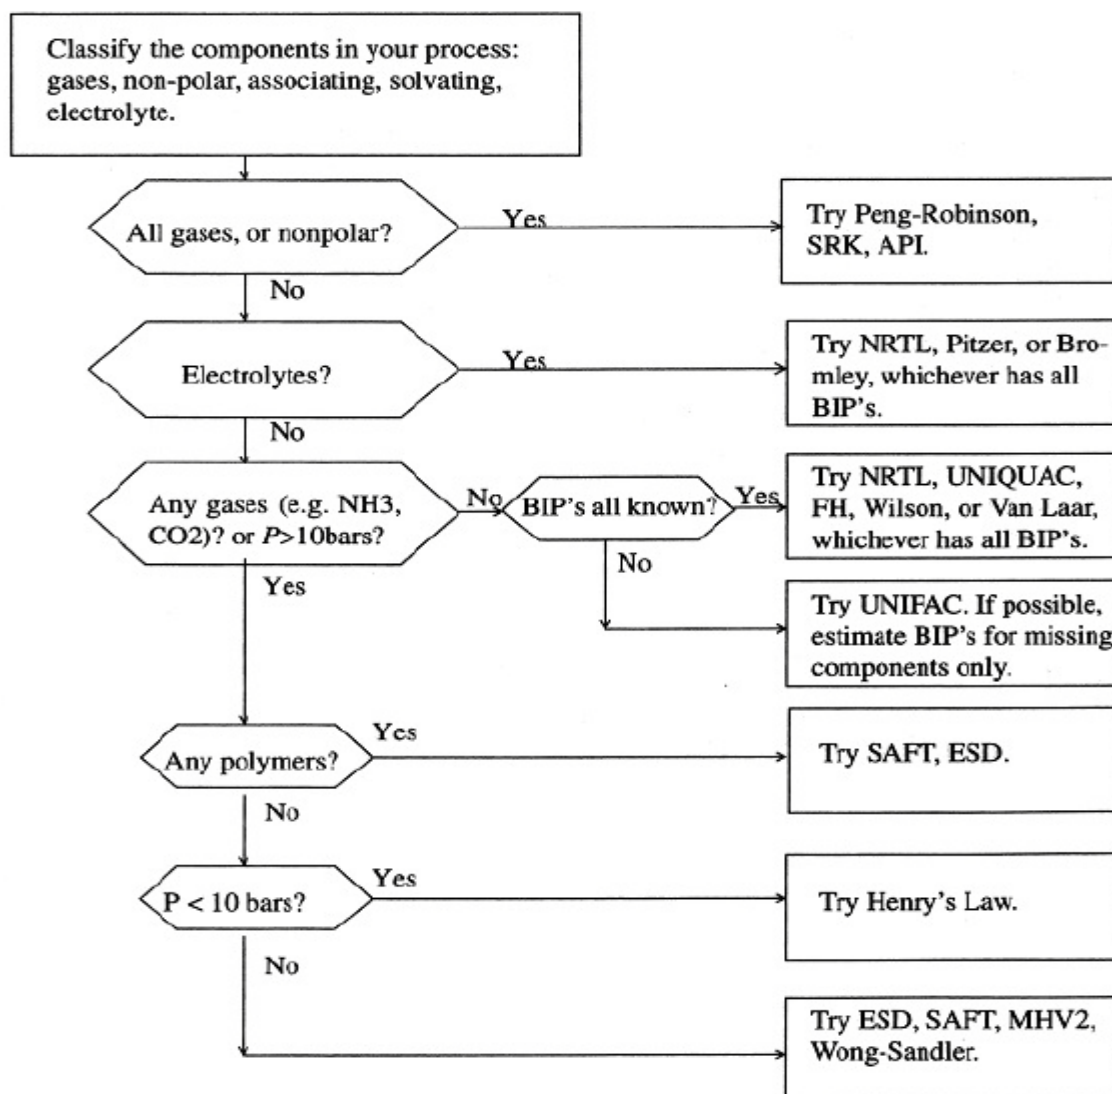 Classify the components in your process:
gases, non-polar, associating, solvating,
electrolyte.
All gases, or nonpolar?
Yes
Try Peng-Robinson,
SRK, API.
No
Electrolytes?
Yes
Try NRTL, Pitzer, or Bro-
mley, whichever has all
BIP's.
No
Any gases (e.g. NH3,
CO2)? or P>10bars?
No
BIP's all known?
Yes
Try NRTL, UNIQUAC,
FH, Wilson, or Van Laar,
whichever has all BIP's.
No
Try UNIFAC. If possible,
estimate BIP's for missing
components only.
Yes
Any polymers?
Yes
Try SAFT, ESD.
No
P < 10 bars?
Yes
Try Henry's Law.
No
Try ESD, SAFT, MHV2,
Wong-Sandler.